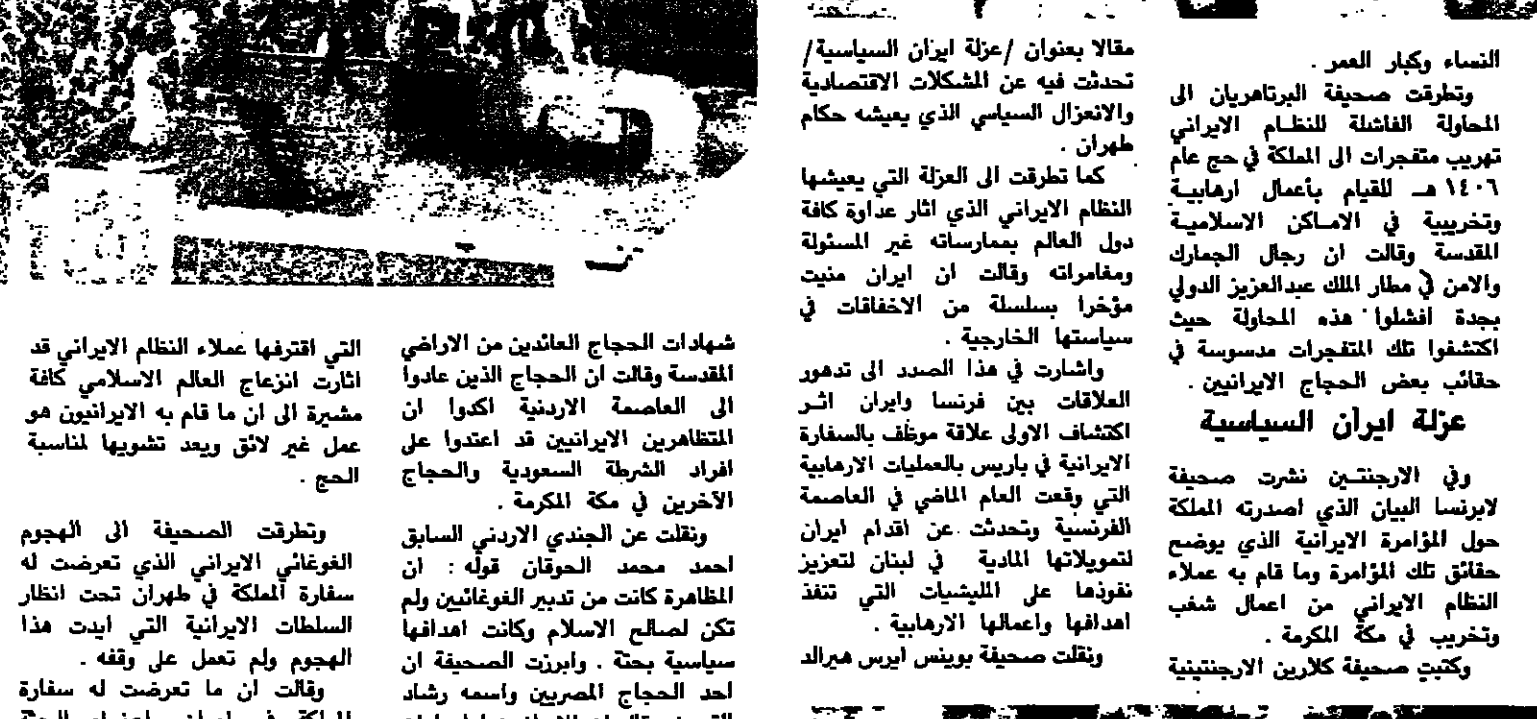 النساء وكبار العمر .
وتطرقت صحيفة البرتاهريان الى
المحاولة الفاشلة للنظـام الايراني
تهريب متفجرات الى المملكة في حج عام
١٤٠٦ هـ للقيام بأعمال ارهابيـة
وتخريبية في الامـاكن الاسلاميـة
المقدسة وقالت ان رجال الجمارك
والامن في مطار الملك عبدالعزيز الدولي
بجدة افشلوا هذه المحاولة حيث
اكتشفوا تلك المتفجرات مدسوسة في
حقائب بعض الحجاج الايرانيين .
عزلة ايران السياسية
وفي الارجنتـين نشرت صحيفة
لابرنسا البيان الذي اصدرته المملكة
حول المؤامرة الايرانية الذي يوضح
حقائق تلك المؤامرة وما قام به عملاء
النظام الايراني من اعمال شغب
وتخريب في مكة المكرمة .
وكتبت صحيفة كلارين الارجنتينية
مقالا بعنوان /عزلة ايران السياسية/
تحدثت فيه عن المشكلات الاقتصادية
والانعزال السياسي الذي يعيشه حكام
طهران .
كما تطرقت الى العزلة التي يعيشها
النظام الايراني الذي اثار عداوة كافة
دول العالم بممارساته غير المسئولة
ومغامراته وقالت ان ايران منيت
مؤخرا بسلسلة من الاخفاقات في
سياستها الخارجية .
واشارت في هذا الصدد الى تدهور
العلاقات بين فرنسا وايران اثـر
اكتشاف الاولى علاقة موظف بالسفارة
الايرانية في باريس بالعمليات الارهابية
التي وقعت العام الماضي في العاصمة
الفرنسية وتحدثت عن اقدام ايران
لتمويلاتها المادية في لبنان لتعزيز
نفوذها على المليشيات التي تنفذ
اهدافها واعمالها الارهابية .
ونقلت صحيفة بوينس ايرس هيرالد
شهادات الحجاج العائدين من الاراضي
المقدسة وقالت ان الحجاج الذين عادوا
الى العاصمة الاردنية اكدوا ان
المتظاهرين الايرانيين قد اعتدوا على
افراد الشرطة السعودية والحجاج
الآخرين في مكة المكرمة .
ونقلت عن الجندي الاردني السابق
احمد محمد الحوقان قوله : ان
المظاهرة كانت من تدبير الغوغائيين ولم
تكن لصالح الاسلام وكانت اهدافها
سياسية بحتة . وابرزت الصحيفة ان
احد الحجاج المصريين واسمه رشاد
التي اقترفها عملاء النظام الايراني قد
اثارت انزعاج العالم الاسلامي كافة
مشيرة الى ان ما قام به الايرانيون هو
عمل غير لائق ويعد تشويها لمناسبة
الحج .
وتطرقت الصحيفة الى الهجوم
الغوغائي الايراني الذي تعرضت له
سفارة المملكة في طهران تحت انظار
السلطات الايرانية التي ايدت هذا
الهجوم ولم تعمل على وقفه .
وقالت ان ما تعرضت له سفارة